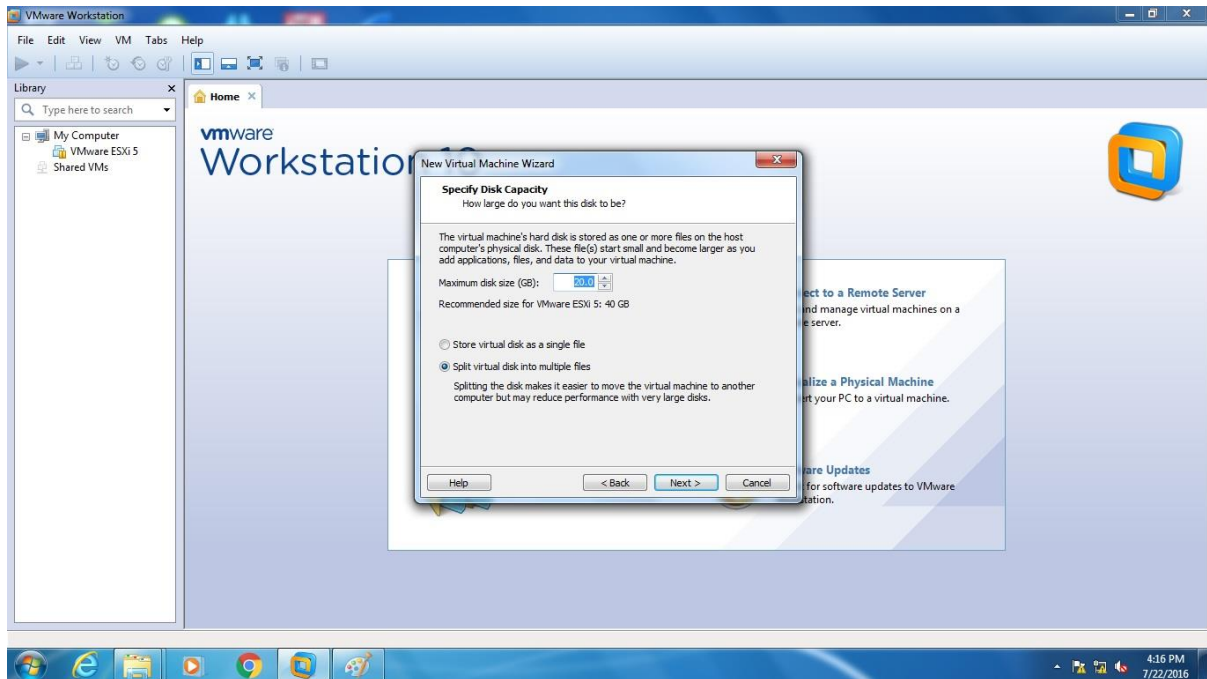 VMware Workstation
File Edit View VM Tabs Help
Library
Type here to search
My Computer
VMware ESXi 5
Shared VMs
Home
vmware
Workstation
New Virtual Machine Wizard
Specify Disk Capacity
How large do you want this disk to be?
The virtual machine's hard disk is stored as one or more files on the host
computer's physical disk. These file(s) start small and become larger as you
add applications, files, and data to your virtual machine.
Maximum disk size (GB): 20.0
Recommended size for VMware ESXi 5: 40 GB
Store virtual disk as a single file
Split virtual disk into multiple files
Splitting the disk makes it easier to move the virtual machine to another
computer but may reduce performance with very large disks.
Help < Back Next > Cancel
ect to a Remote Server
and manage virtual machines on a
e server.
alize a Physical Machine
ert your PC to a virtual machine.
are Updates
for software updates to VMware
station.
4:16 PM
7/22/2016